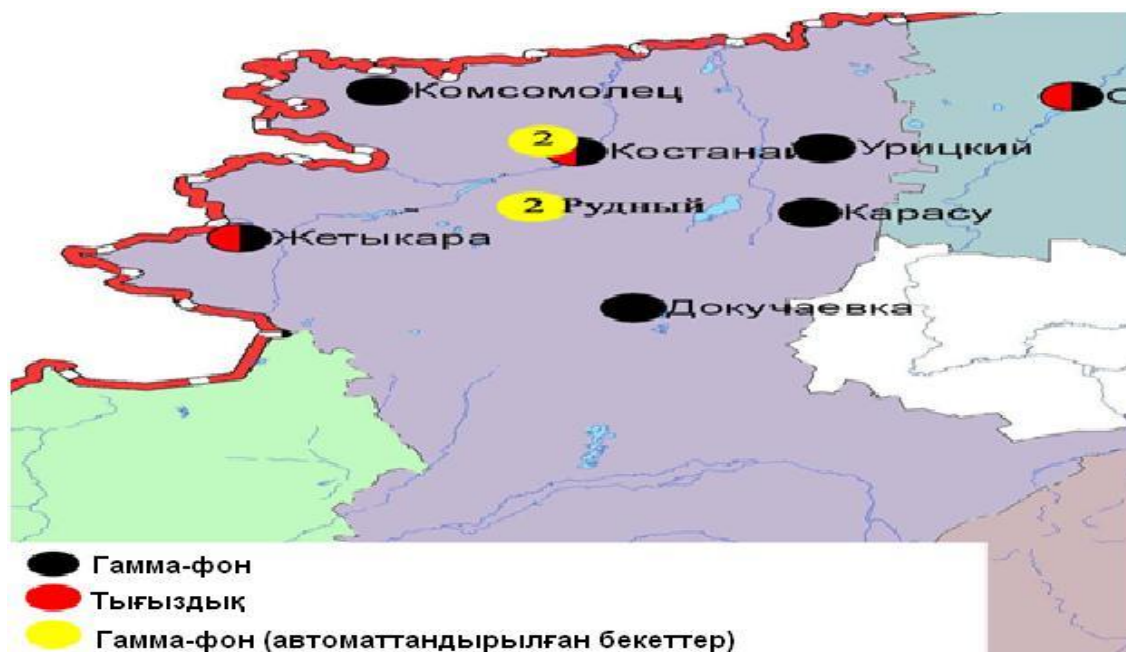 Комсомолец
2
Костанай
Урицкий
2 Рудный
Карасу
Жетыкара
Докучаевка
Гамма-фон
Тығыздық
Гамма-фон (автоматтандырылған бекеттер)